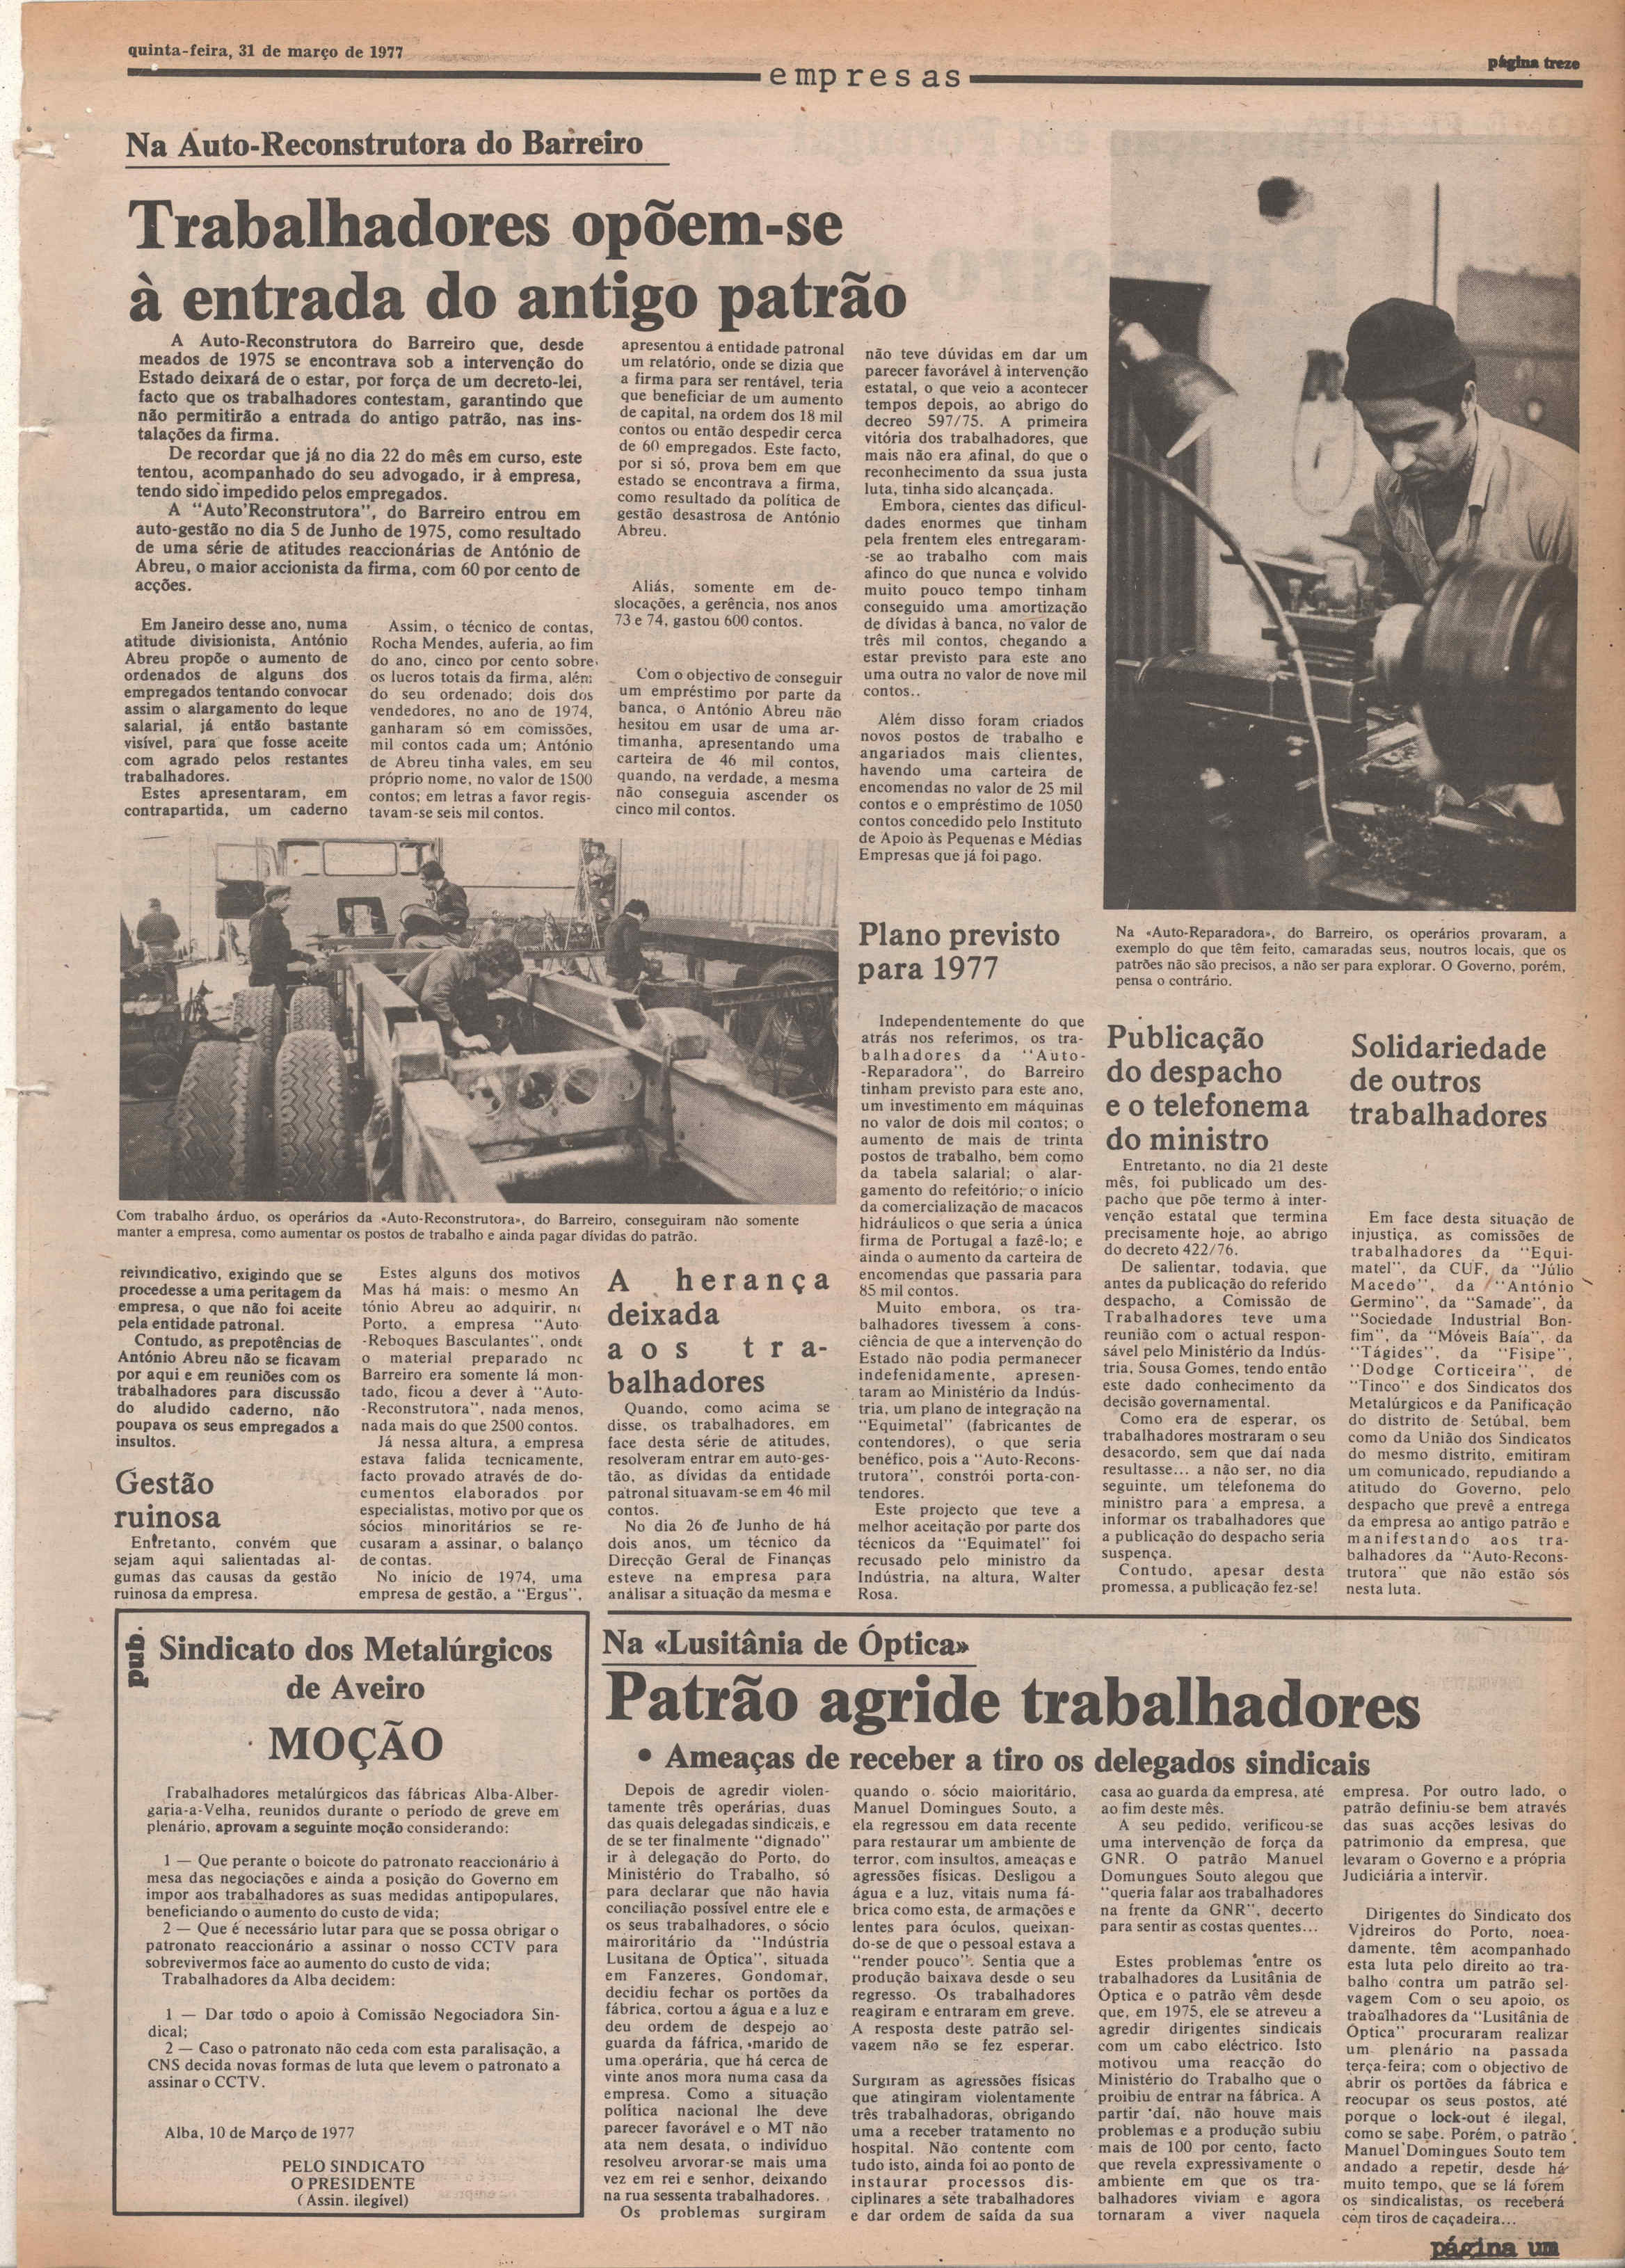 quinta-feira, 31 de março de 1977
empresas
página treze
Na Auto-Reconstrutora do Barreiro
Trabalhadores opõem-se
à entrada do antigo patrão
A Auto-Reconstrutora do Barreiro que, desde
meados de 1975 se encontrava sob a intervenção do
Estado deixará de o estar, por força de um decreto-lei,
facto que os trabalhadores contestam, garantindo que
não permitirão a entrada do antigo patrão, nas ins-
talações da firma.
De recordar que já no dia 22 do mês em curso, este
tentou, acompanhado do seu advogado, ir à empresa,
tendo sido impedido pelos empregados.
A "Auto'Reconstrutora", do Barreiro entrou em
auto-gestão no dia 5 de Junho de 1975, como resultado
de uma série de atitudes reaccionárias de António de
Abreu, o maior accionista da firma, com 60 por cento de
acções.
Em Janeiro desse ano, numa
atitude divisionista, António
Abreu propõe o aumento de
ordenados de alguns dos
empregados tentando convocar
assim o alargamento do leque
salarial, já então bastante
visível, para que fosse aceite
com agrado pelos restantes
trabalhadores.
Estes apresentaram, em
contrapartida, um caderno
reivindicativo, exigindo que se
procedesse a uma peritagem da
empresa, o que não foi aceite
pela entidade patronal.
Contudo, as prepotências de
António Abreu não se ficavam
por aqui e em reuniões com os
trabalhadores para discussão
do aludido caderno, não
poupava os seus empregados a
insultos.
Gestão
ruinosa
Entretanto, convém que
sejam aqui salientadas al-
gumas das causas da gestão
ruinosa da empresa.
Assim, o técnico de contas,
Rocha Mendes, auferia, ao fim
do ano, cinco por cento sobre
os lucros totais da firma, além
do seu ordenado; dois dos
vendedores, no ano de 1974,
ganharam só em comissões,
mil contos cada um; António
de Abreu tinha vales, em seu
próprio nome, no valor de 1500
contos; em letras a favor regis-
tavam-se seis mil contos.
Estes alguns dos motivos
Mas há mais: o mesmo An
tónio Abreu ao adquirir, nc
Porto, a empresa "Auto
-Reboques Basculantes", onde
o material preparado nc
Barreiro era somente lá mon-
tado, ficou a dever à "Auto-
-Reconstrutora", nada menos,
nada mais do que 2500 contos.
Já nessa altura, a empresa
estava falida tecnicamente,
facto provado através de do-
cumentos elaborados por
especialistas, motivo por que os
sócios minoritários se re-
cusaram a assinar, o balanço
de contas.
No início de 1974, uma
empresa de gestão, a "Ergus",
apresentou à entidade patronal
um relatório, onde se dizia que
a firma para ser rentável, teria
que beneficiar de um aumento
de capital, na ordem dos 18 mil
contos ou então despedir cerca
de 60 empregados. Este facto,
por si só, prova bem em que
estado se encontrava a firma,
como resultado da política de
gestão desastrosa de António
Abreu.
Aliás, somente em de-
slocações, a gerência, nos anos
73 e 74, gastou 600 contos.
Com o objectivo de conseguir
um empréstimo por parte da
banca, o António Abreu não
hesitou em usar de uma ar-
timanha, apresentando uma
carteira de 46 mil contos,
quando, na verdade, a mesma
não conseguia ascender os
cinco mil contos.
Com trabalho árduo, os operários da «Auto-Reconstrutora», do Barreiro, conseguiram não somente
manter a empresa, como aumentar os postos de trabalho e ainda pagar dívidas do patrão.
A herança
deixada
aos tra-
balhadores
Quando, como acima se
disse, os trabalhadores, em
face desta série de atitudes,
resolveram entrar em auto-ges-
tão, as dívidas da entidade
patronal situavam-se em 46 mil
contos.
No dia 26 de Junho de há
dois anos, um técnico da
Direcção Geral de Finanças
esteve na empresa para
análisar a situação da mesma e
não teve dúvidas em dar um
parecer favorável à intervenção
estatal, o que veio a acontecer
tempos depois, ao abrigo do
decreo 597/75. A primeira
vitória dos trabalhadores, que
mais não era afinal, do que o
reconhecimento da ssua justa
luta, tinha sido alcançada.
Embora, cientes das dificul-
dades enormes que tinham
pela frentem eles entregaram-
-se ao trabalho com mais
afinco do que nunca e volvido
muito pouco tempo tinham
conseguido uma amortização
de dívidas à banca, no valor de
três mil contos, chegando a
estar previsto para este ano
uma outra no valor de nove mil
contos..
Além disso foram criados
novos postos de trabalho e
angariados mais clientes,
havendo uma carteira de
encomendas no valor de 25 mil
contos e o empréstimo de 1050
contos concedido pelo Instituto
de Apoio às Pequenas e Médias
Empresas que já foi pago.
Plano previsto
para 1977
Independentemente do que
atrás nos referimos, os tra-
balhadores da "Auto-
-Reparadora", do Barreiro
tinham previsto para este ano,
um investimento em máquinas
no valor de dois mil contos; o
aumento de mais de trinta
postos de trabalho, bem como
da tabela salarial; o alar-
gamento do refeitório; o início
da comercialização de macacos
hidráulicos o que seria a única
firma de Portugal a fazê-lo; e
ainda o aumento da carteira de
encomendas que passaria para
85 mil contos.
Muito embora, os tra-
balhadores tivessem a cons-
ciência de que a intervenção do
Estado não podia permanecer
indefenidamente, apresen-
taram ao Ministério da Indús-
tria, um plano de integração na
"Equimetal" (fabricantes de
contendores), o que seria
benéfico, pois a "Auto-Recons-
trutora", constrói porta-con-
tendores.
Este projecto que teve a
melhor aceitação por parte dos
técnicos da "Equimatel" foi
recusado pelo ministro da
Indústria, na altura, Walter
Rosa.
Na «Auto-Reparadora», do Barreiro, os operários provaram, a
exemplo do que têm feito, camaradas seus, noutros locais, que os
patrões não são precisos, a não ser para explorar. O Governo, porém,
pensa o contrário.
Publicação
do despacho
e o telefonema
do ministro
Entretanto, no dia 21 deste
mês, foi publicado um des-
pacho que põe termo à inter-
venção estatal que termina
precisamente hoje, ao abrigo
do decreto 422/76.
De salientar, todavia, que
antes da publicação do referido
despacho, a Comissão de
Trabalhadores teve uma
reunião com o actual respon-
sável pelo Ministério da Indús-
tria, Sousa Gomes, tendo então
este dado conhecimento da
decisão governamental.
Como era de esperar, os
trabalhadores mostraram o seu
desacordo, sem que daí nada
resultasse... a não ser, no dia
seguinte, um telefonema do
ministro para a empresa, a
informar os trabalhadores que
a publicação do despacho seria
suspença.
Contudo, apesar desta
promessa, a publicação fez-se!
Solidariedade
de outros
trabalhadores
Em face desta situação de
injustiça, as comissões de
trabalhadores da "Equi-
matel", da CUF, da "Júlio
Macedo", da "António
Germino", da "Samade", da
"Sociedade Industrial Bon-
fim", da "Móveis Baía", da
"Tágides", da "Fisipe",
"Dodge Corticeira", de
"Tinco" e dos Sindicatos dos
Metalúrgicos e da Panificação
do distrito de Setúbal, bem
como da União dos Sindicatos
do mesmo distrito, emitiram
um comunicado, repudiando a
atitudo do Governo, pelo
despacho que prevê a entrega
da empresa ao antigo patrão e
manifestando aos tra-
balhadores da "Auto-Recons-
trutora" que não estão sós
nesta luta.
pub.
Sindicato dos Metalúrgicos
de Aveiro
MOÇÃO
Trabalhadores metalúrgicos das fábricas Alba-Alber-
garia-a-Velha, reunidos durante o período de greve em
plenário, aprovam a seguinte moção considerando:
1 — Que perante o boicote do patronato reaccionário à
mesa das negociações e ainda a posição do Governo em
impor aos trabalhadores as suas medidas antipopulares,
beneficiando o aumento do custo de vida;
2 — Que é necessário lutar para que se possa obrigar o
patronato reaccionário a assinar o nosso CCTV para
sobrevivermos face ao aumento do custo de vida;
Trabalhadores da Alba decidem:
1 — Dar todo o apoio à Comissão Negociadora Sin-
dical;
2 — Caso o patronato não ceda com esta paralisação, a
CNS decida novas formas de luta que levem o patronato a
assinar o CCTV.
Alba, 10 de Março de 1977
PELO SINDICATO
O PRESIDENTE
(Assin. ilegível)
Na «Lusitânia de Óptica»
Patrão agride trabalhadores
• Ameaças de receber a tiro os delegados sindicais
Depois de agredir violen-
tamente três operárias, duas
das quais delegadas sindicais, e
de se ter finalmente "dignado"
ir à delegação do Porto, do
Ministério do Trabalho, só
para declarar que não havia
conciliação possível entre ele e
os seus trabalhadores, o sócio
mairoritário da "Indústria
Lusitana de Óptica", situada
em Fanzeres, Gondomar,
decidiu fechar os portões da
fábrica, cortou a água e a luz e
deu ordem de despejo ao
guarda da fáfrica, marido de
uma operária, que há cerca de
vinte anos mora numa casa da
empresa. Como a situação
política nacional lhe deve
parecer favorável e o MT não
ata nem desata, o indivíduo
resolveu arvorar-se mais uma
vez em rei e senhor, deixando
na rua sessenta trabalhadores.
Os problemas surgiram
quando o sócio maioritário,
Manuel Domingues Souto, a
ela regressou em data recente
para restaurar um ambiente de
terror, com insultos, ameaças e
agressões físicas. Desligou a
água e a luz, vitais numa fá-
brica como esta, de armações e
lentes para óculos, queixan-
do-se de que o pessoal estava a
"render pouco". Sentia que a
produção baixava desde o seu
regresso. Os trabalhadores
reagiram e entraram em greve.
A resposta deste patrão sel-
vagem não se fez esperar.
Surgiram as agressões físicas
que atingiram violentamente
três trabalhadoras, obrigando
uma a receber tratamento no
hospital. Não contente com
tudo isto, ainda foi ao ponto de
instaurar processos dis-
ciplinares a sete trabalhadores
e dar ordem de saída da sua
casa ao guarda da empresa, até
ao fim deste mês.
A seu pedido, verificou-se
uma intervenção de força da
GNR. O patrão Manuel
Domungues Souto alegou que
"queria falar aos trabalhadores
na frente da GNR", decerto
para sentir as costas quentes...
Estes problemas entre os
trabalhadores da Lusitânia de
Óptica e o patrão vêm desde
que, em 1975, ele se atreveu a
agredir dirigentes sindicais
com um cabo eléctrico. Isto
motivou uma reacção do
Ministério do Trabalho que o
proibiu de entrar na fábrica. A
partir daí, não houve mais
problemas e a produção subiu
mais de 100 por cento, facto
que revela expressivamente o
ambiente em que os tra-
balhadores viviam e agora
tornaram a viver naquela
empresa. Por outro lado, o
patrão definiu-se bem através
das suas acções lesivas do
patrimonio da empresa, que
levaram o Governo e a própria
Judiciária a intervir.
Dirigentes do Sindicato dos
Vidreiros do Porto, noea-
damente, têm acompanhado
esta luta pelo direito ao tra-
balho contra um patrão sel-
vagem Com o seu apoio, os
trabalhadores da "Lusitânia de
Óptica" procuraram realizar
um plenário na passada
terça-feira; com o objectivo de
abrir os portões da fábrica e
reocupar os seus postos, até
porque o lock-out é ilegal,
como se sabe. Porém, o patrão
Manuel Domingues Souto tem
andado a repetir, desde há
muito tempo, que se lá forem
os sindicalistas, os receberá
com tiros de caçadeira...
página um